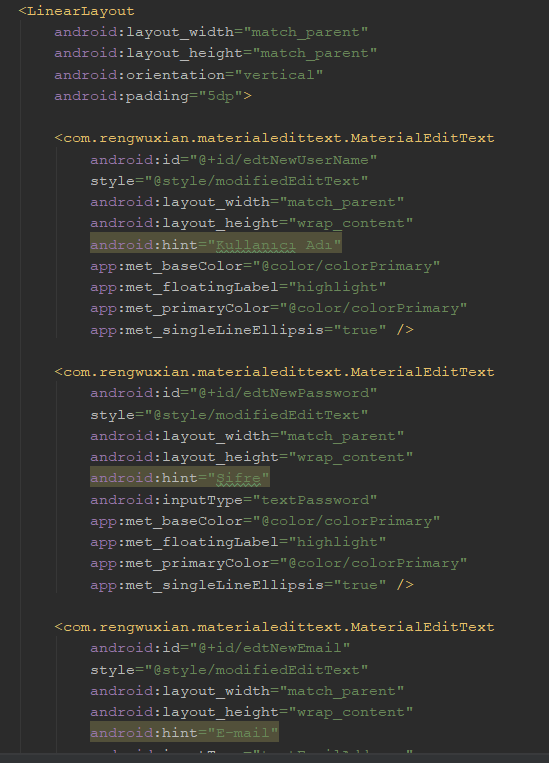 <LinearLayout
android:layout_width="match_parent"
android:layout_height="match_parent"
android:orientation="vertical"
android:padding="5dp">
<com.rengwuxian.materialedittext.MaterialEditText
android:id="@+id/edtNewUserName"
style="@style/modifiedEditText"
android:layout_width="match_parent"
android:layout_height="wrap_content"
android:hint="Kullanıcı Adı"
app:met_baseColor="@color/colorPrimary"
app:met_floatingLabel="highlight"
app:met_primaryColor="@color/colorPrimary"
app:met_singleLineEllipsis="true" />
<com.rengwuxian.materialedittext.MaterialEditText
android:id="@+id/edtNewPassword"
style="@style/modifiedEditText"
android:layout_width="match_parent"
android:layout_height="wrap_content"
android:hint="Şifre"
android:inputType="textPassword"
app:met_baseColor="@color/colorPrimary"
app:met_floatingLabel="highlight"
app:met_primaryColor="@color/colorPrimary"
app:met_singleLineEllipsis="true" />
<com.rengwuxian.materialedittext.MaterialEditText
android:id="@+id/edtNewEmail"
style="@style/modifiedEditText"
android:layout_width="match_parent"
android:layout_height="wrap_content"
android:hint="E-mail"